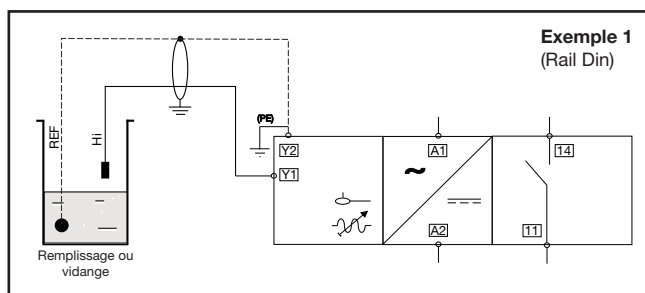 Exemple 1
(Rail Din)
REF
Hi
(PE)
Y2
Y1
A1
A2
14
11
Remplissage ou
vidange